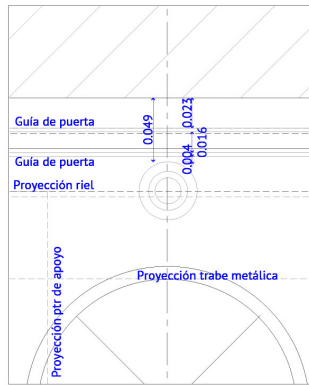 0.023
Guía de puerta
0.049
0.016
Guía de puerta
0.004
Proyección riel
Proyección trabe metálica
Proyección ptr de apoyo